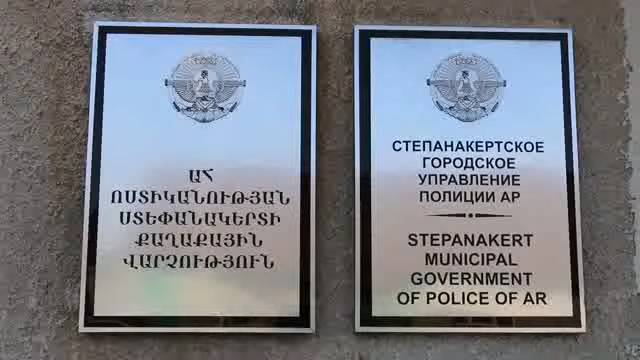 ԱՀ
ՈՍՏԻԿԱՆՈՒԹՅԱՆ
ՍՏԵՓԱՆԱԿԵՐՏԻ
ՔԱՂԱՔԱՅԻՆ
ՎԱՐՉՈՒԹՅՈՒՆ
СТЕПАНАКЕРТСКОЕ
ГОРОДСКОЕ
УПРАВЛЕНИЕ
ПОЛИЦИИ АР
STEPANAKERT
MUNICIPAL
GOVERNMENT
OF POLICE OF AR